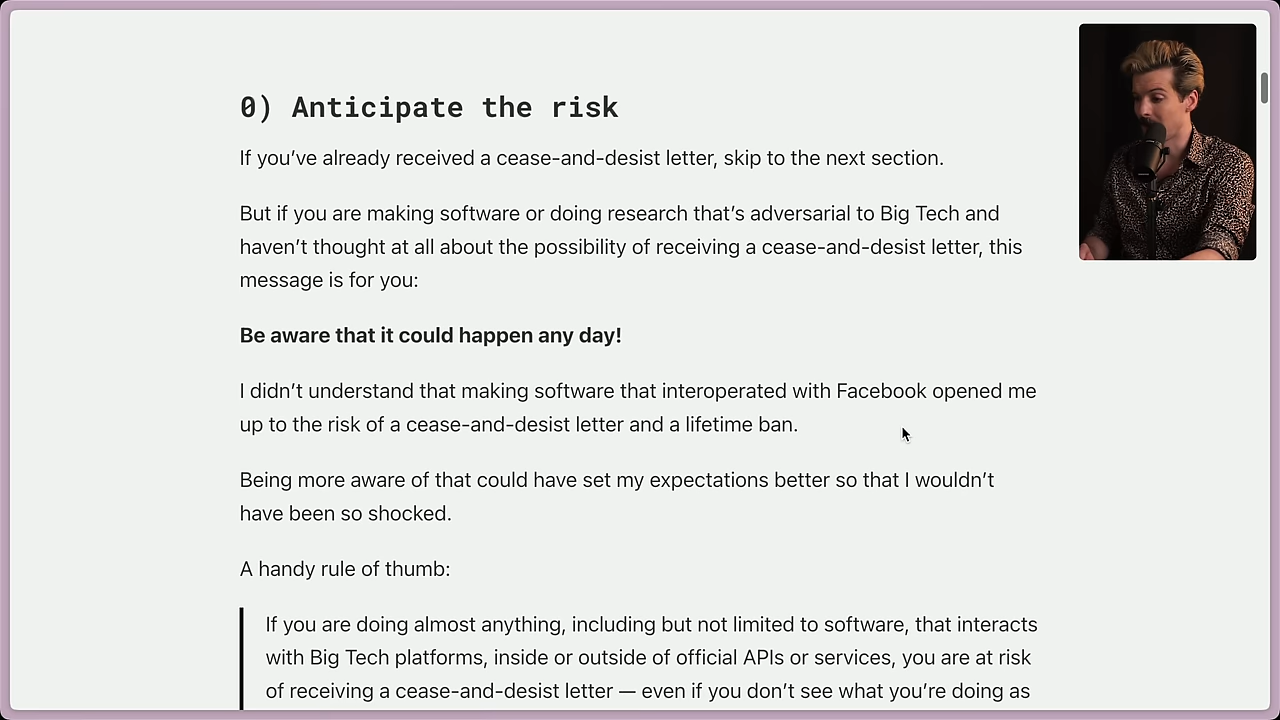 0) Anticipate the risk
If you’ve already received a cease-and-desist letter, skip to the next section.
But if you are making software or doing research that’s adversarial to Big Tech and
haven’t thought at all about the possibility of receiving a cease-and-desist letter, this
message is for you:
Be aware that it could happen any day!
I didn’t understand that making software that interoperated with Facebook opened me
up to the risk of a cease-and-desist letter and a lifetime ban.
Being more aware of that could have set my expectations better so that I wouldn’t
have been so shocked.
A handy rule of thumb:
If you are doing almost anything, including but not limited to software, that interacts
with Big Tech platforms, inside or outside of official APIs or services, you are at risk
of receiving a cease-and-desist letter — even if you don’t see what you’re doing as